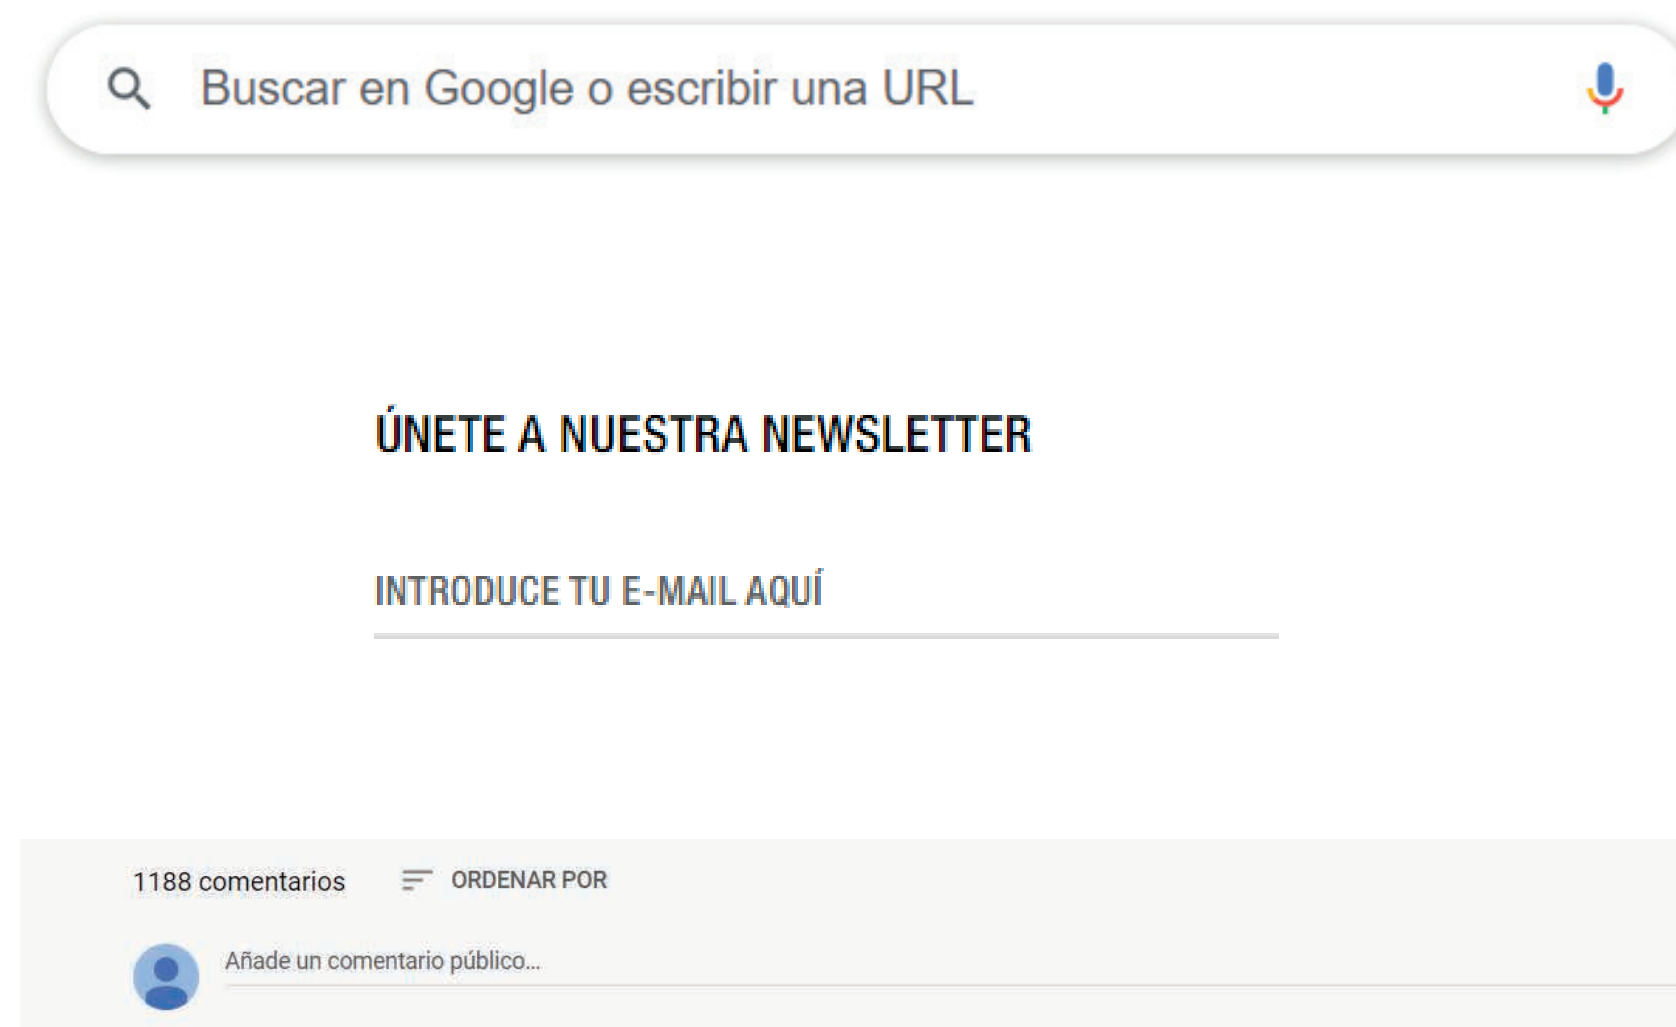 Buscar en Google o escribir una URL
ÚNETE A NUESTRA NEWSLETTER
INTRODUCE TU E-MAIL AQUÍ
1188 comentarios ORDENAR POR
Añade un comentario público...